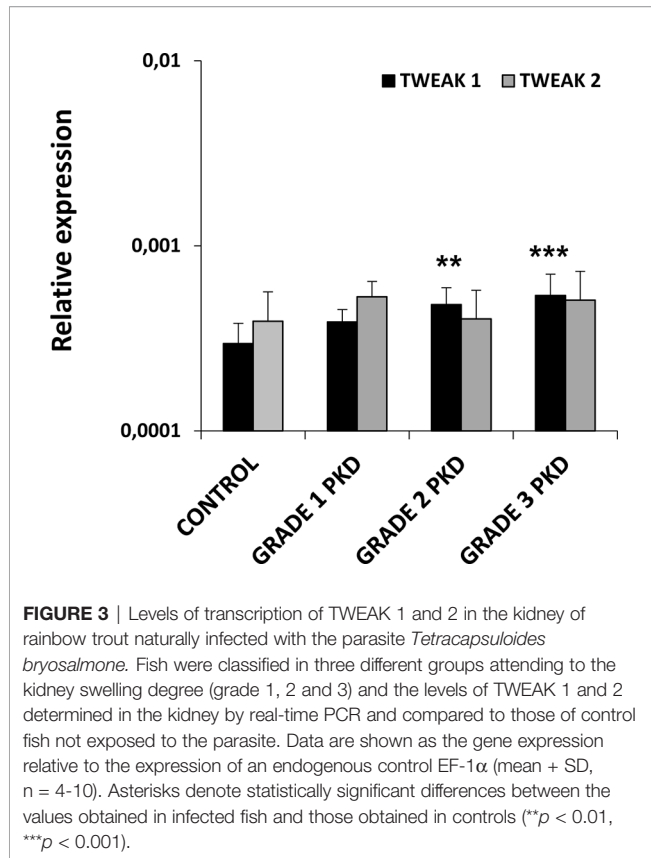 0,01
TWEAK 1 TWEAK 2
Relative expression
0,001
** ***
0,0001
CONTROL
GRADE 1 PKD
GRADE 2 PKD
GRADE 3 PKD
FIGURE 3 | Levels of transcription of TWEAK 1 and 2 in the kidney of
rainbow trout naturally infected with the parasite Tetracapsuloides
bryosalmone. Fish were classified in three different groups attending to the
kidney swelling degree (grade 1, 2 and 3) and the levels of TWEAK 1 and 2
determined in the kidney by real-time PCR and compared to those of control
fish not exposed to the parasite. Data are shown as the gene expression
relative to the expression of an endogenous control EF-1α (mean + SD,
n = 4-10). Asterisks denote statistically significant differences between the
values obtained in infected fish and those obtained in controls (**p < 0.01,
***p < 0.001).